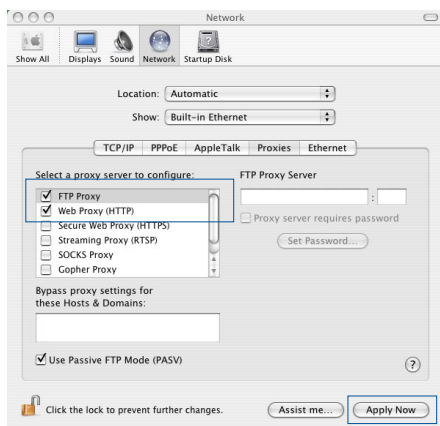 Network
Show All Displays Sound Network Startup Disk
Location: Automatic
Show: Built-in Ethernet
TCP/IP PPPoE AppleTalk Proxies Ethernet
Select a proxy server to configure: FTP Proxy Server
FTP Proxy :
Web Proxy (HTTP) Proxy server requires password
Secure Web Proxy (HTTPS)
Streaming Proxy (RTSP) Set Password...
SOCKS Proxy
Gopher Proxy
Bypass proxy settings for
these Hosts & Domains:
Use Passive FTP Mode (PASV) ?
Click the lock to prevent further changes. Assist me... Apply Now